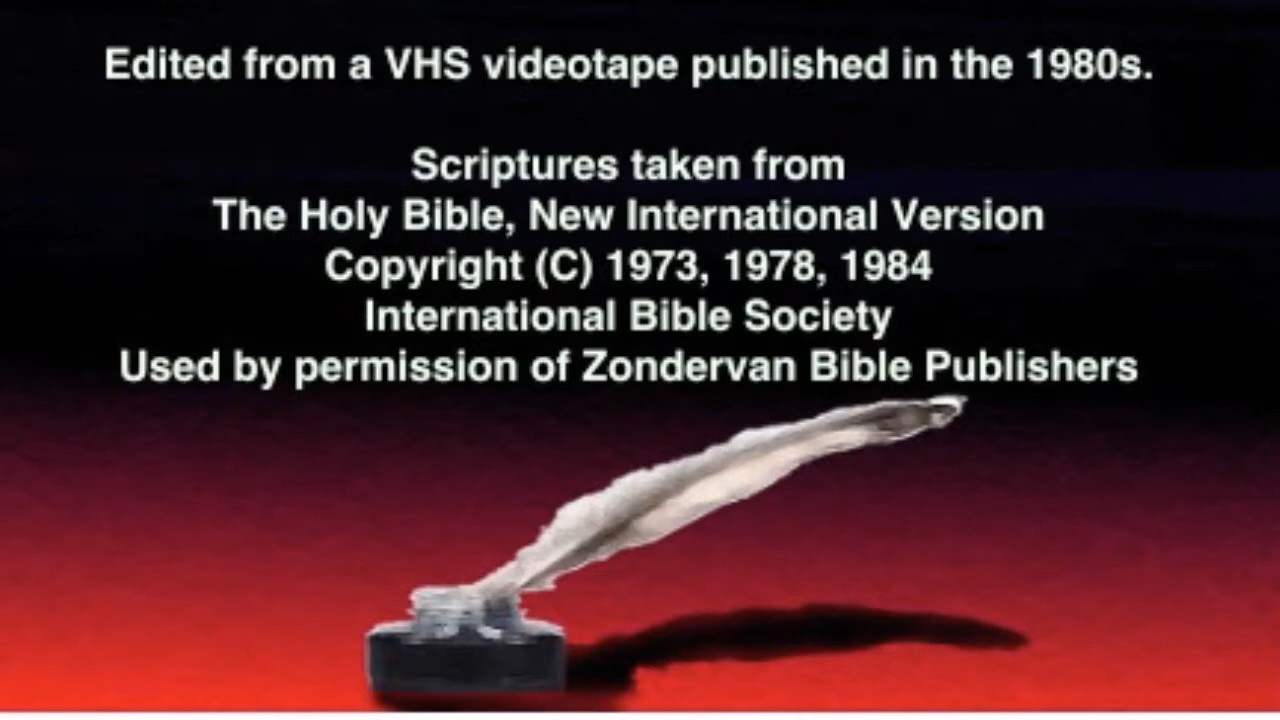 Edited from a VHS videotape published in the 1980s.
Scriptures taken from
The Holy Bible, New International Version
Copyright (C) 1973, 1978, 1984
International Bible Society
Used by permission of Zondervan Bible Publishers